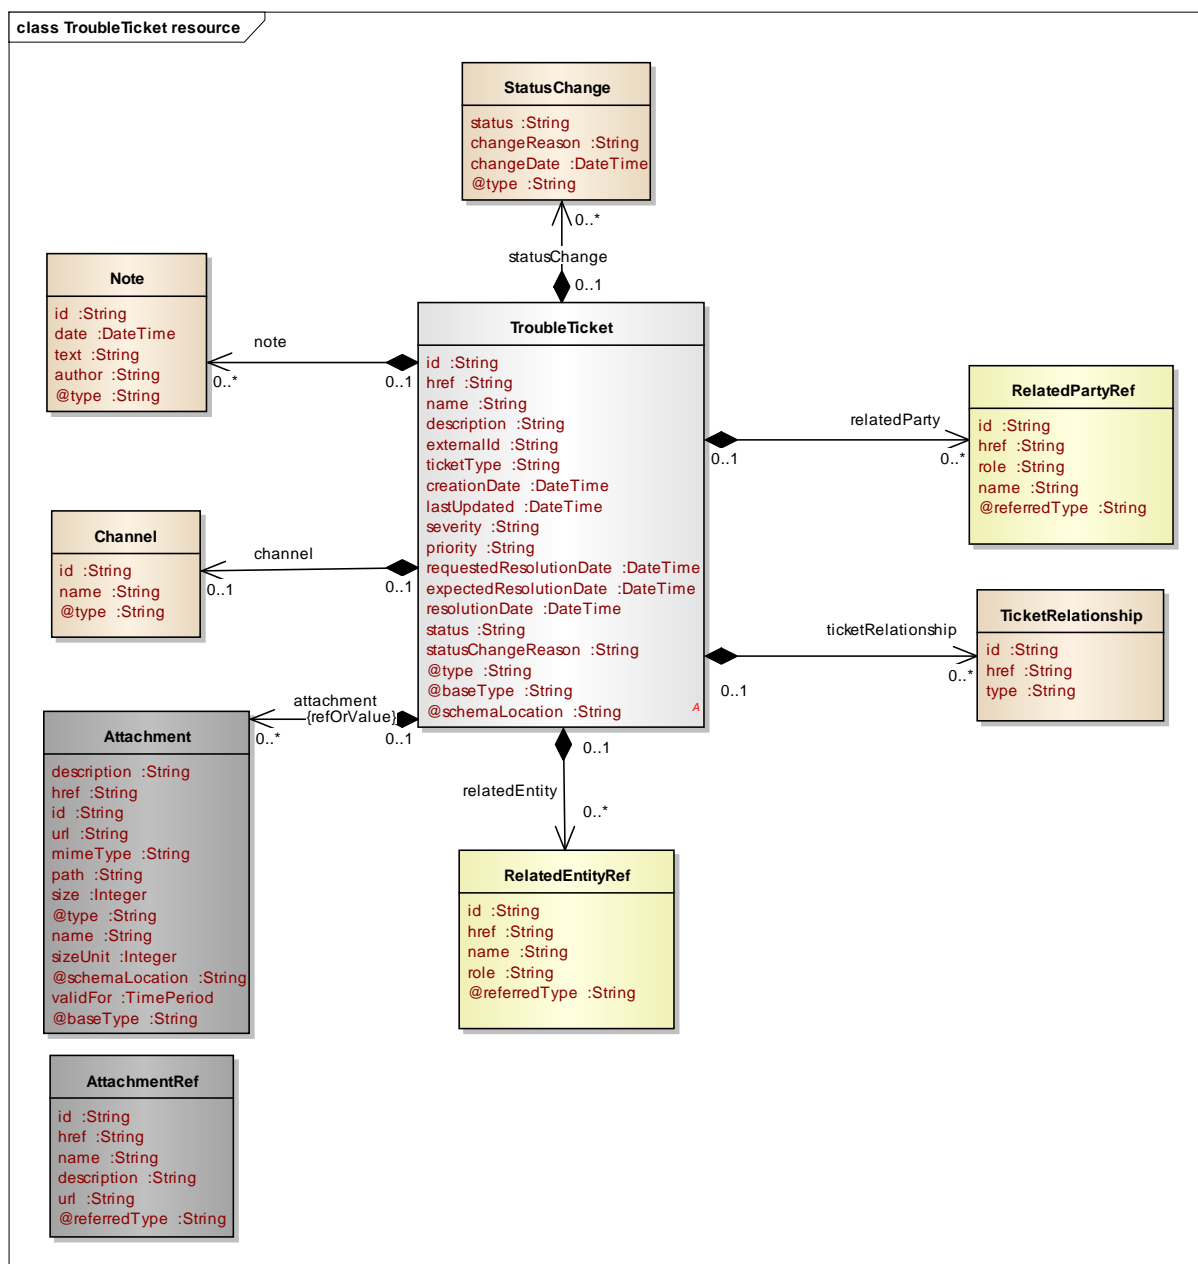 class TroubleTicket resource
StatusChange
status :String
changeReason :String
changeDate :DateTime
@type :String
0..*
statusChange
0..1
Note
id :String
date :DateTime
text :String
author :String
@type :String
note
0..*
0..1
TroubleTicket
id :String
href :String
name :String
description :String
externalId :String
ticketType :String
creationDate :DateTime
lastUpdated :DateTime
severity :String
priority :String
requestedResolutionDate :DateTime
expectedResolutionDate :DateTime
resolutionDate :DateTime
status :String
statusChangeReason :String
@type :String
@baseType :String
@schemaLocation :String
A
relatedParty
0..1
0..*
RelatedPartyRef
id :String
href :String
role :String
name :String
@referredType :String
Channel
id :String
name :String
@type :String
channel
0..1
0..1
ticketRelationship
0..1
0..*
TicketRelationship
id :String
href :String
type :String
attachment
{refOrValue}
0..*
0..1
Attachment
description :String
href :String
id :String
url :String
mimeType :String
path :String
size :Integer
@type :String
name :String
sizeUnit :Integer
@schemaLocation :String
validFor :TimePeriod
@baseType :String
0..1
relatedEntity
0..*
RelatedEntityRef
id :String
href :String
name :String
role :String
@referredType :String
AttachmentRef
id :String
href :String
name :String
description :String
url :String
@referredType :String